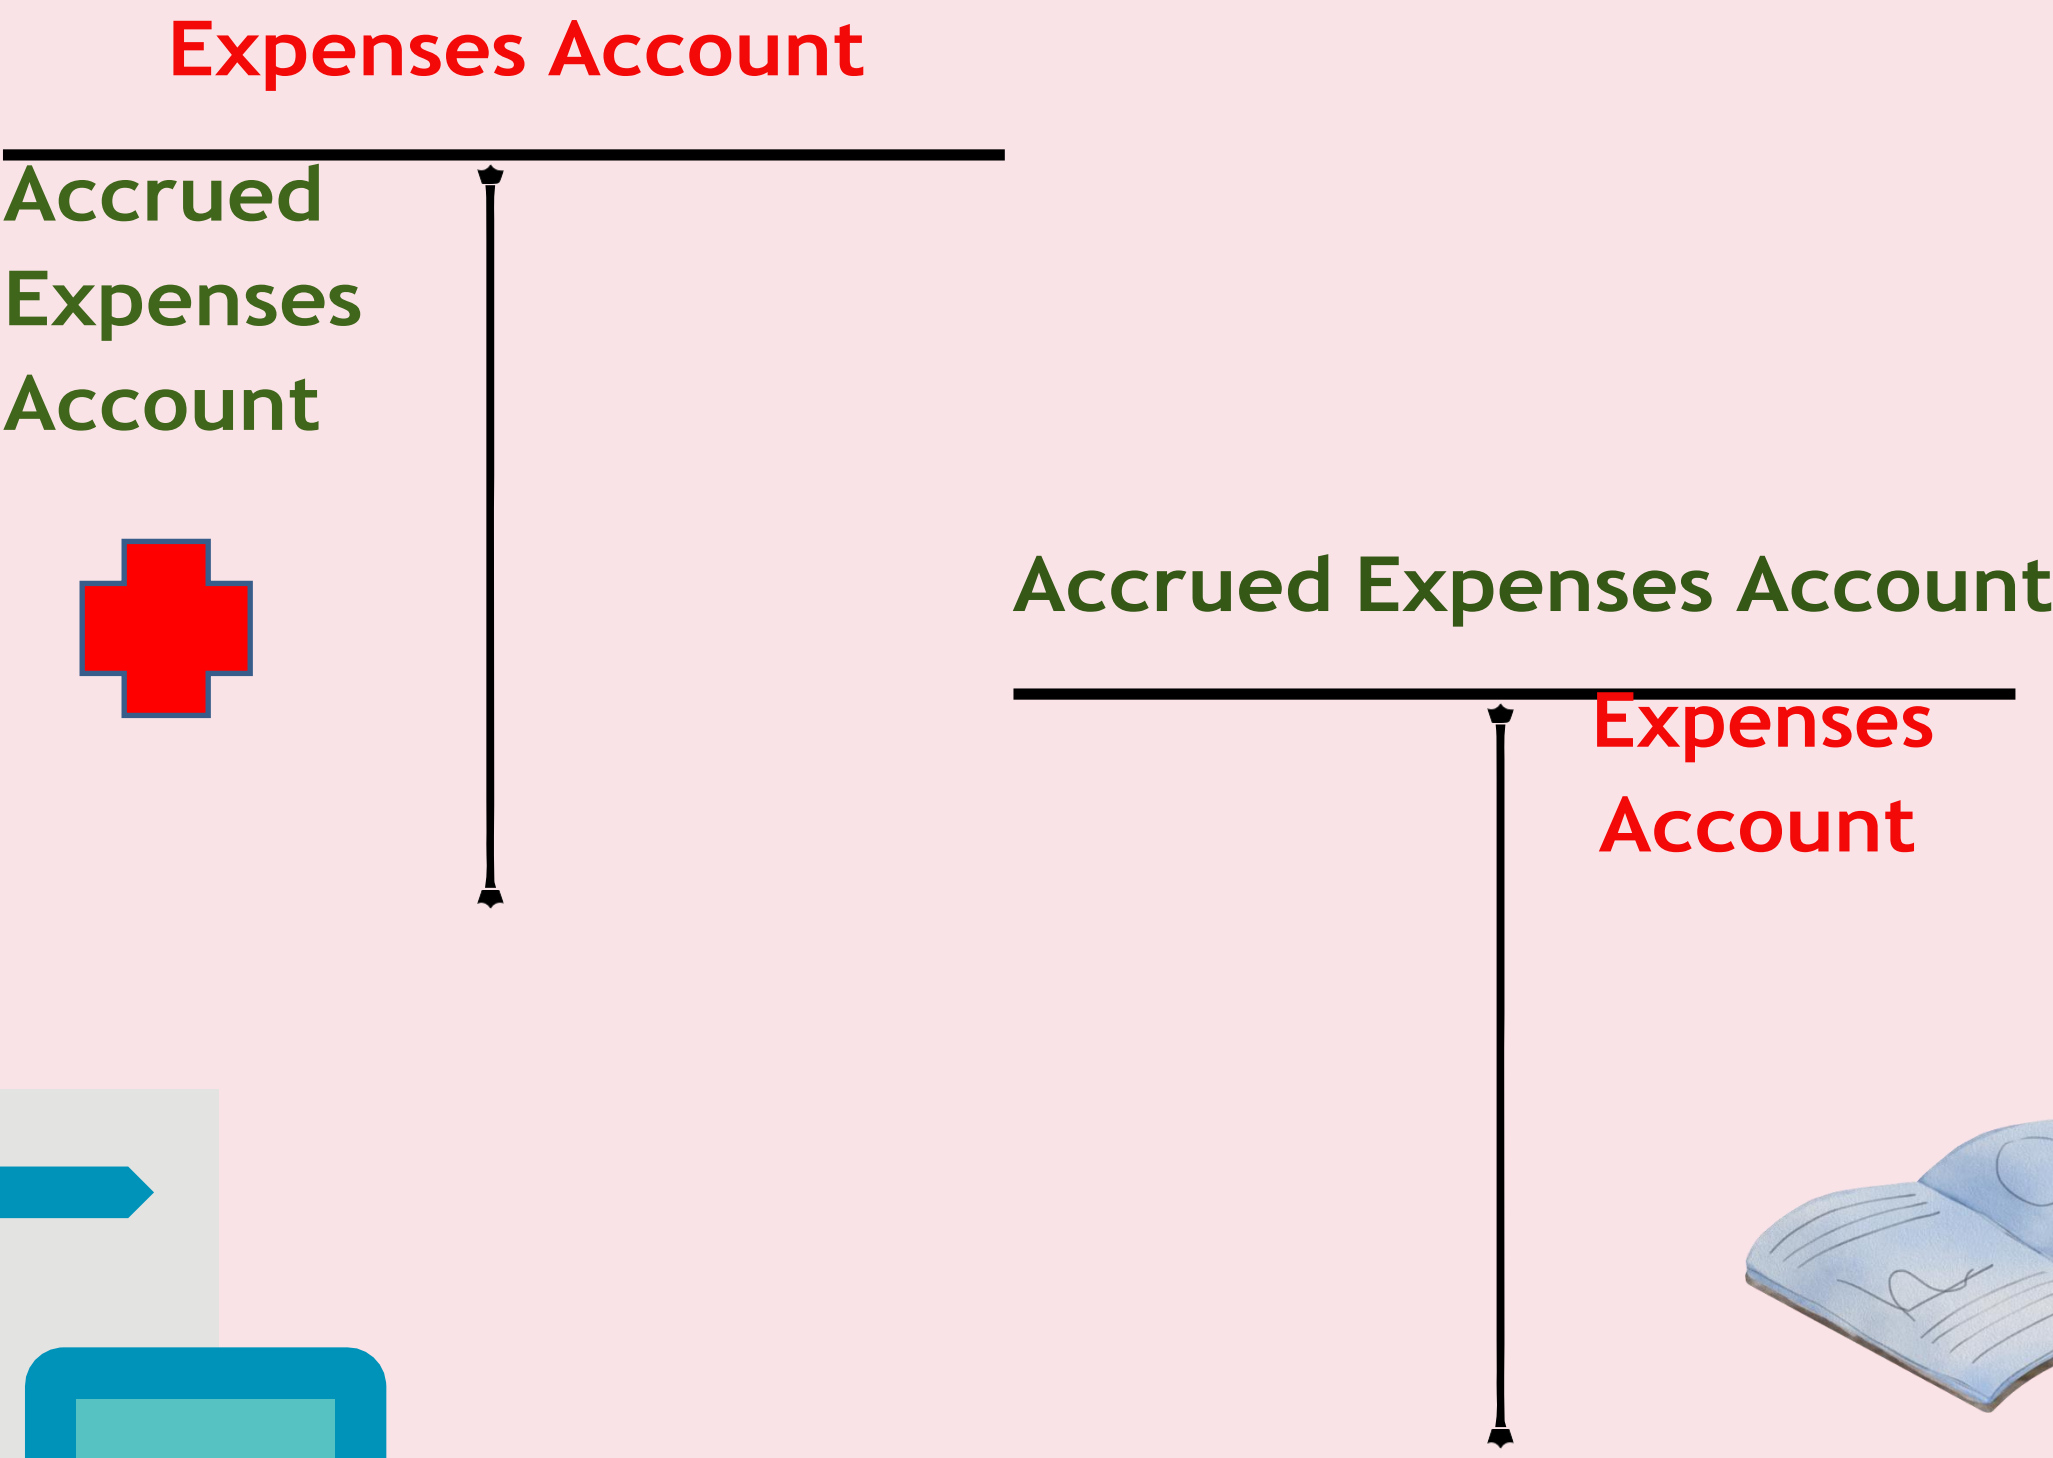 Expenses Account
Accrued
Expenses
Account
Accrued Expenses Account
Expenses
Account